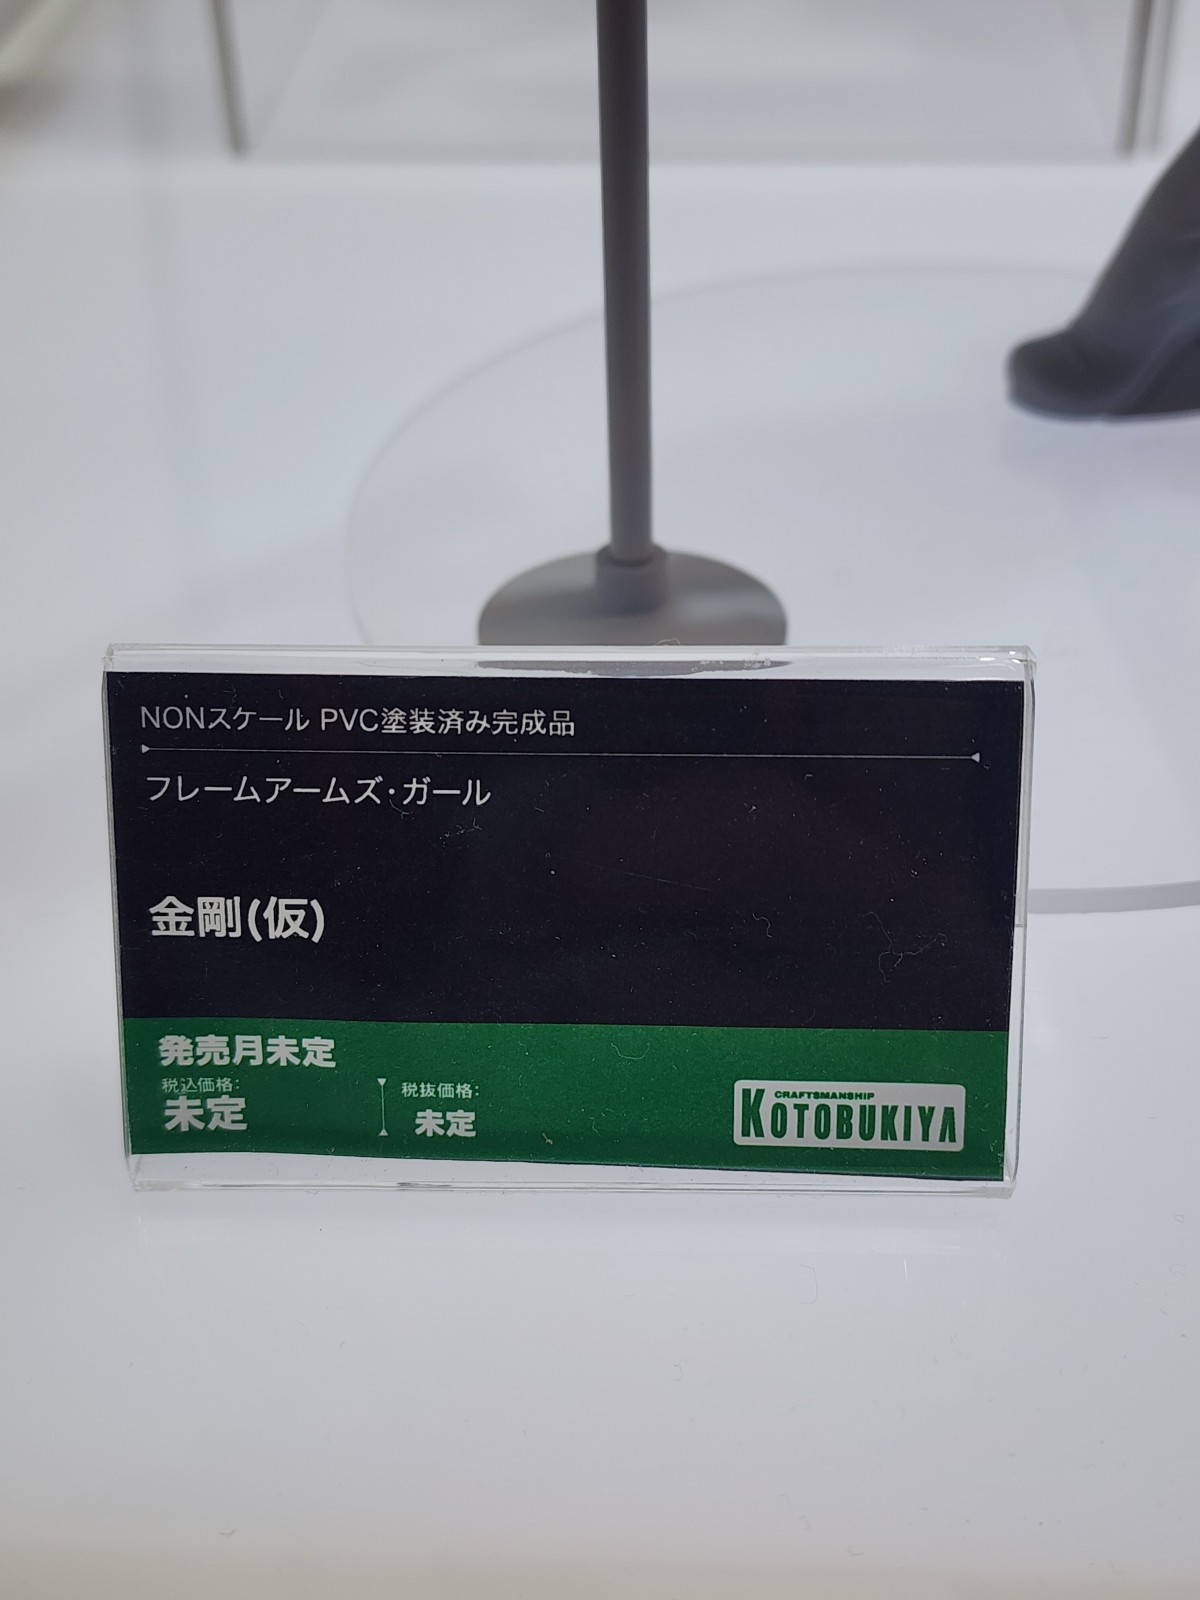 NONスケール PVC塗装済み完成品
フレームアームズ・ガール
金剛(仮)
発売月未定
税込価格:
未定
税抜価格:
未定
CRAFTSMANSHIP
KOTOBUKIYA